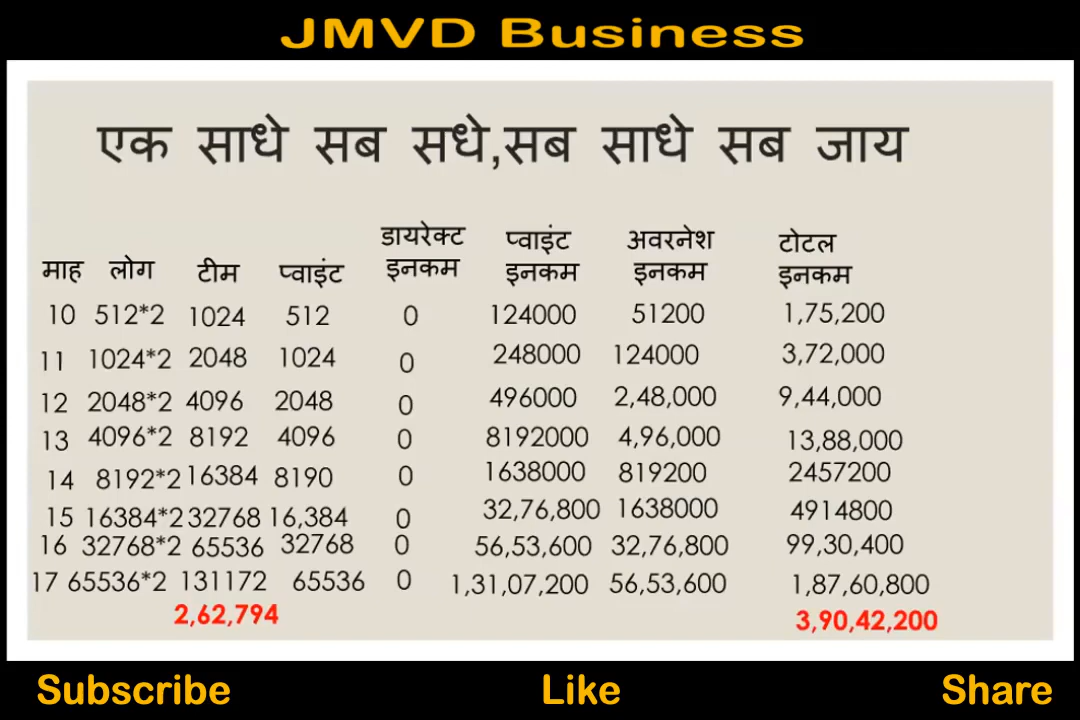 JMVD Business
एक साधे सब सधे,सब साधे सब जाय
माह लोग टीम प्वाइंट डायरेक्ट इनकम प्वाइंट इनकम अवरनेश इनकम टोटल इनकम
10 512*2 1024 512 0 124000 51200 1,75,200
11 1024*2 2048 1024 0 248000 124000 3,72,000
12 2048*2 4096 2048 0 496000 2,48,000 9,44,000
13 4096*2 8192 4096 0 8192000 4,96,000 13,88,000
14 8192*2 16384 8190 0 1638000 819200 2457200
15 16384*2 32768 16,384 0 32,76,800 1638000 4914800
16 32768*2 65536 32768 0 56,53,600 32,76,800 99,30,400
17 65536*2 131172 65536 0 1,31,07,200 56,53,600 1,87,60,800
2,62,794 3,90,42,200
Subscribe Like Share